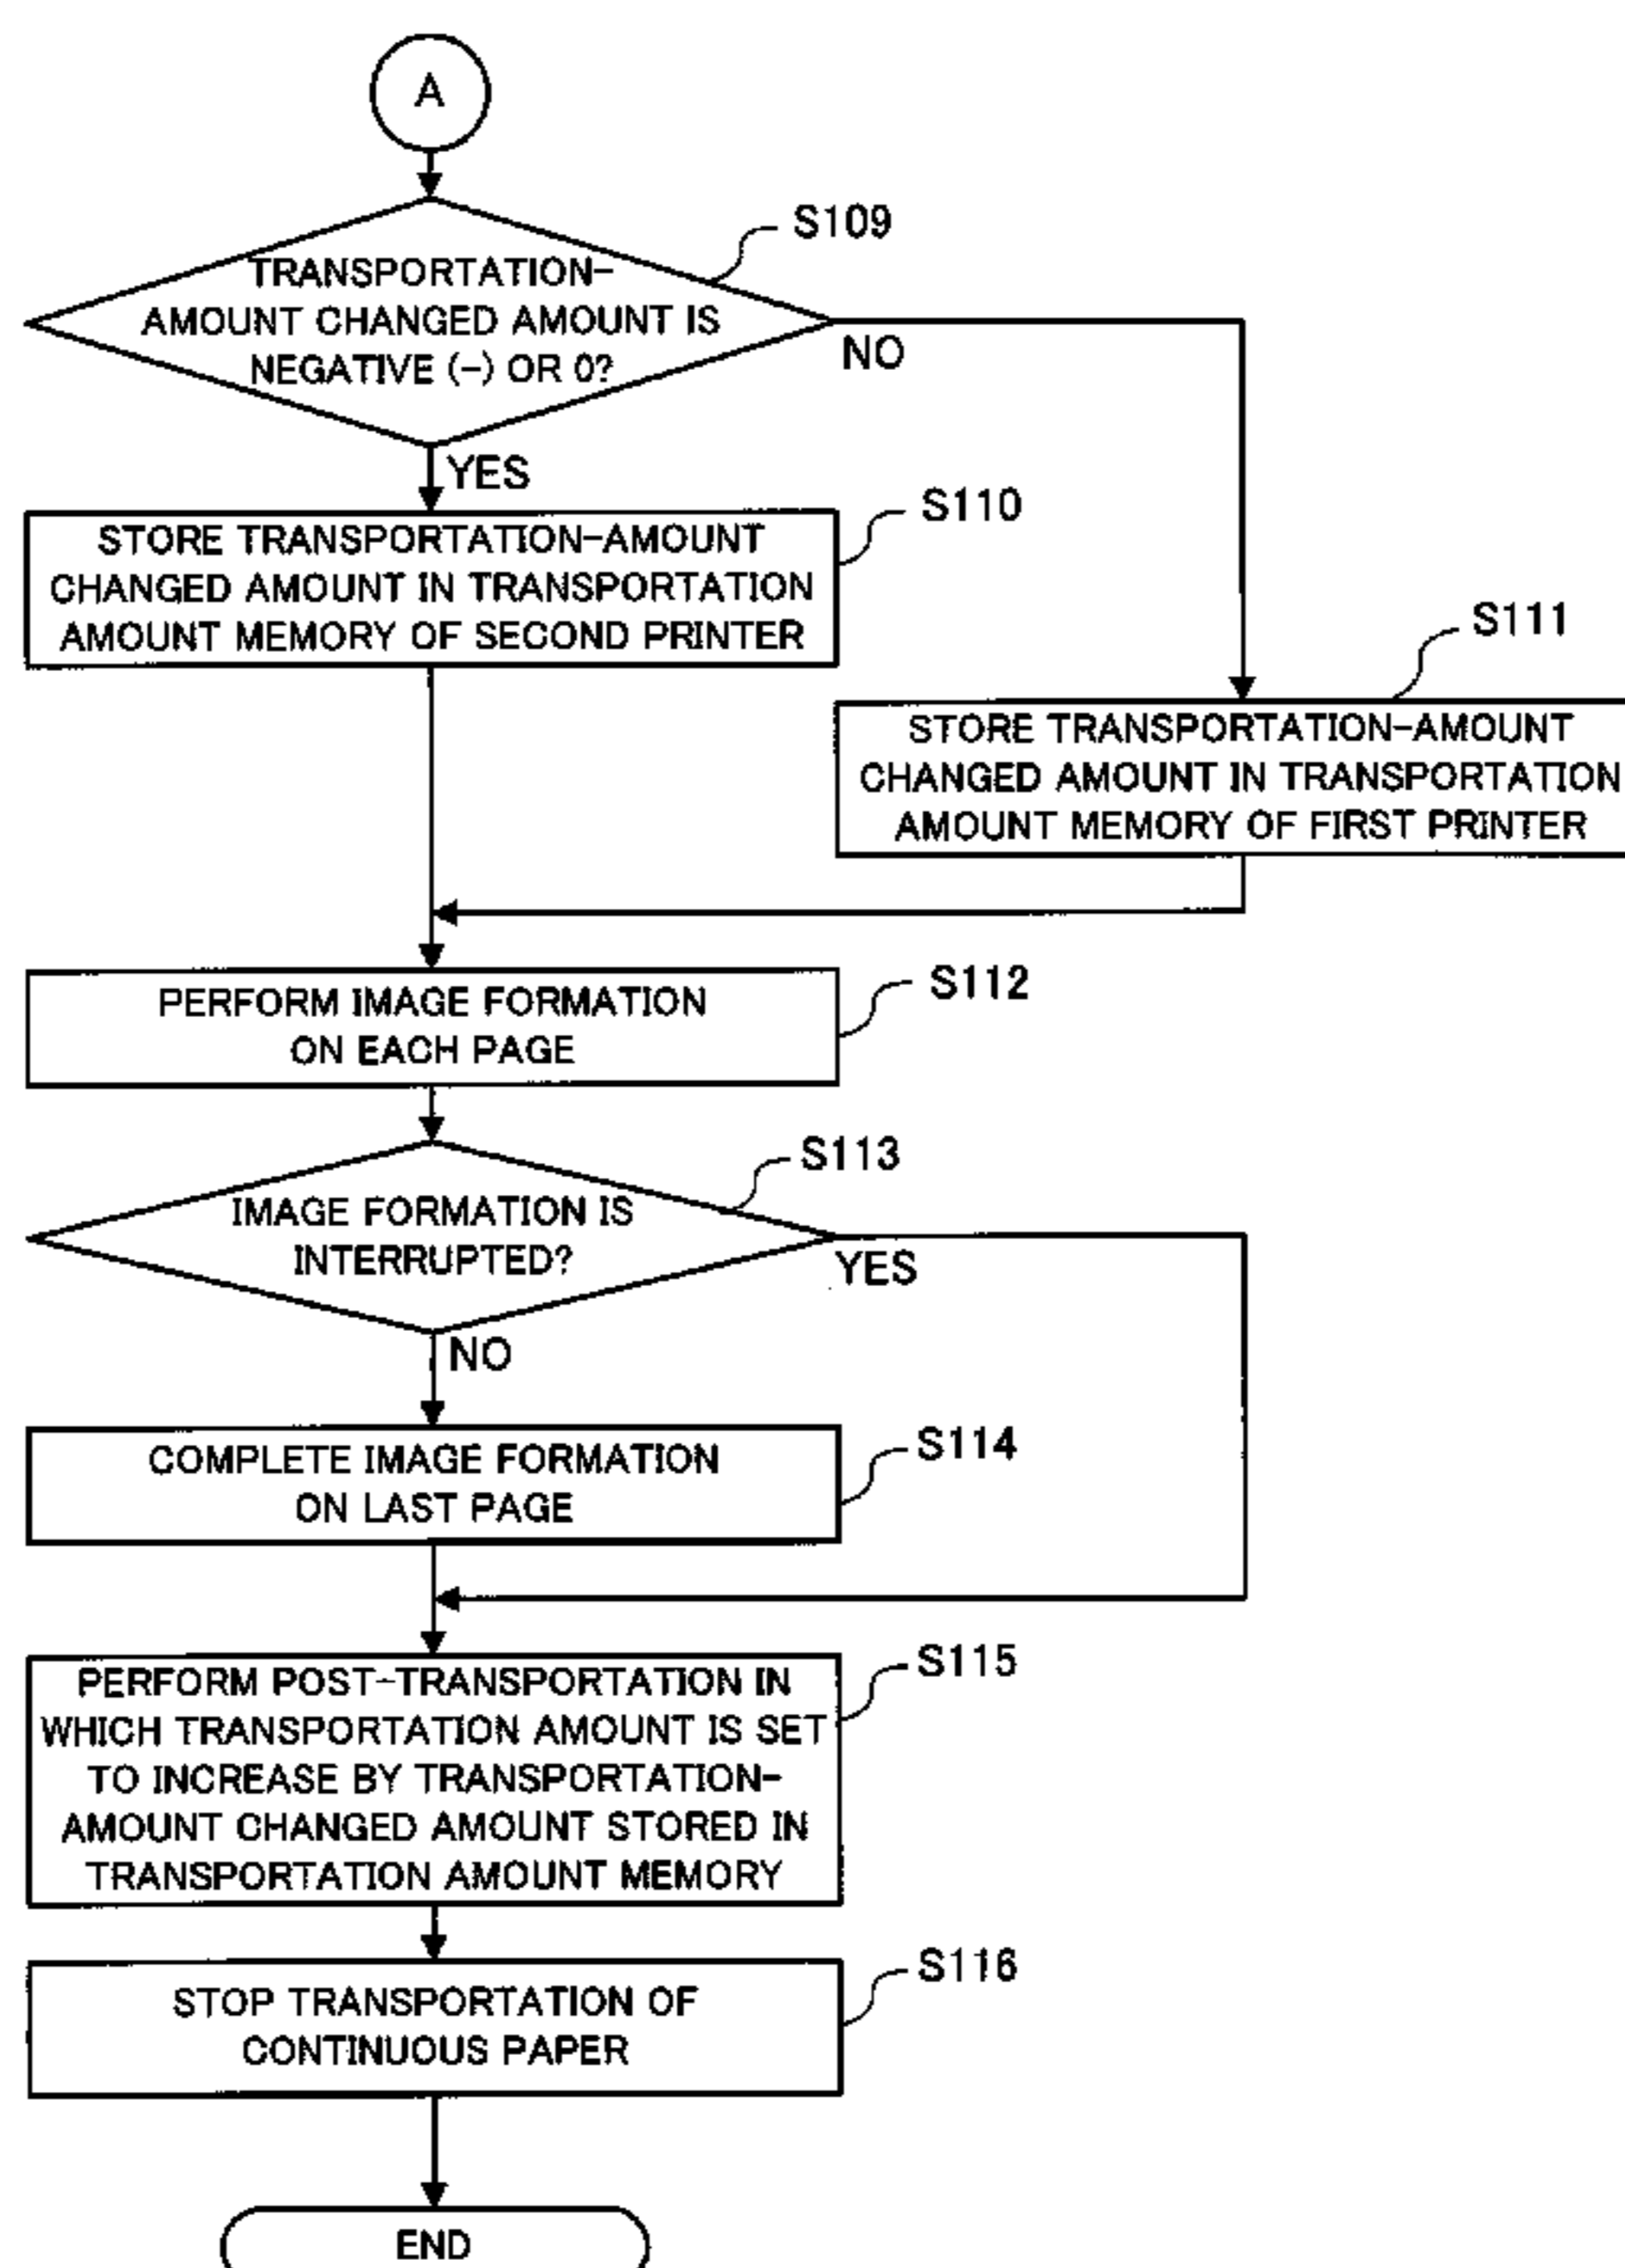 A
S109
TRANSPORTATION-
AMOUNT CHANGED AMOUNT IS
NEGATIVE (-) OR 0?
NO
YES
S110
STORE TRANSPORTATION-AMOUNT
CHANGED AMOUNT IN TRANSPORTATION
AMOUNT MEMORY OF SECOND PRINTER
S111
STORE TRANSPORTATION-AMOUNT
CHANGED AMOUNT IN TRANSPORTATION
AMOUNT MEMORY OF FIRST PRINTER
S112
PERFORM IMAGE FORMATION
ON EACH PAGE
S113
IMAGE FORMATION IS
INTERRUPTED?
YES
NO
S114
COMPLETE IMAGE FORMATION
ON LAST PAGE
S115
PERFORM POST-TRANSPORTATION IN
WHICH TRANSPORTATION AMOUNT IS SET
TO INCREASE BY TRANSPORTATION-
AMOUNT CHANGED AMOUNT STORED IN
TRANSPORTATION AMOUNT MEMORY
S116
STOP TRANSPORTATION OF
CONTINUOUS PAPER
END